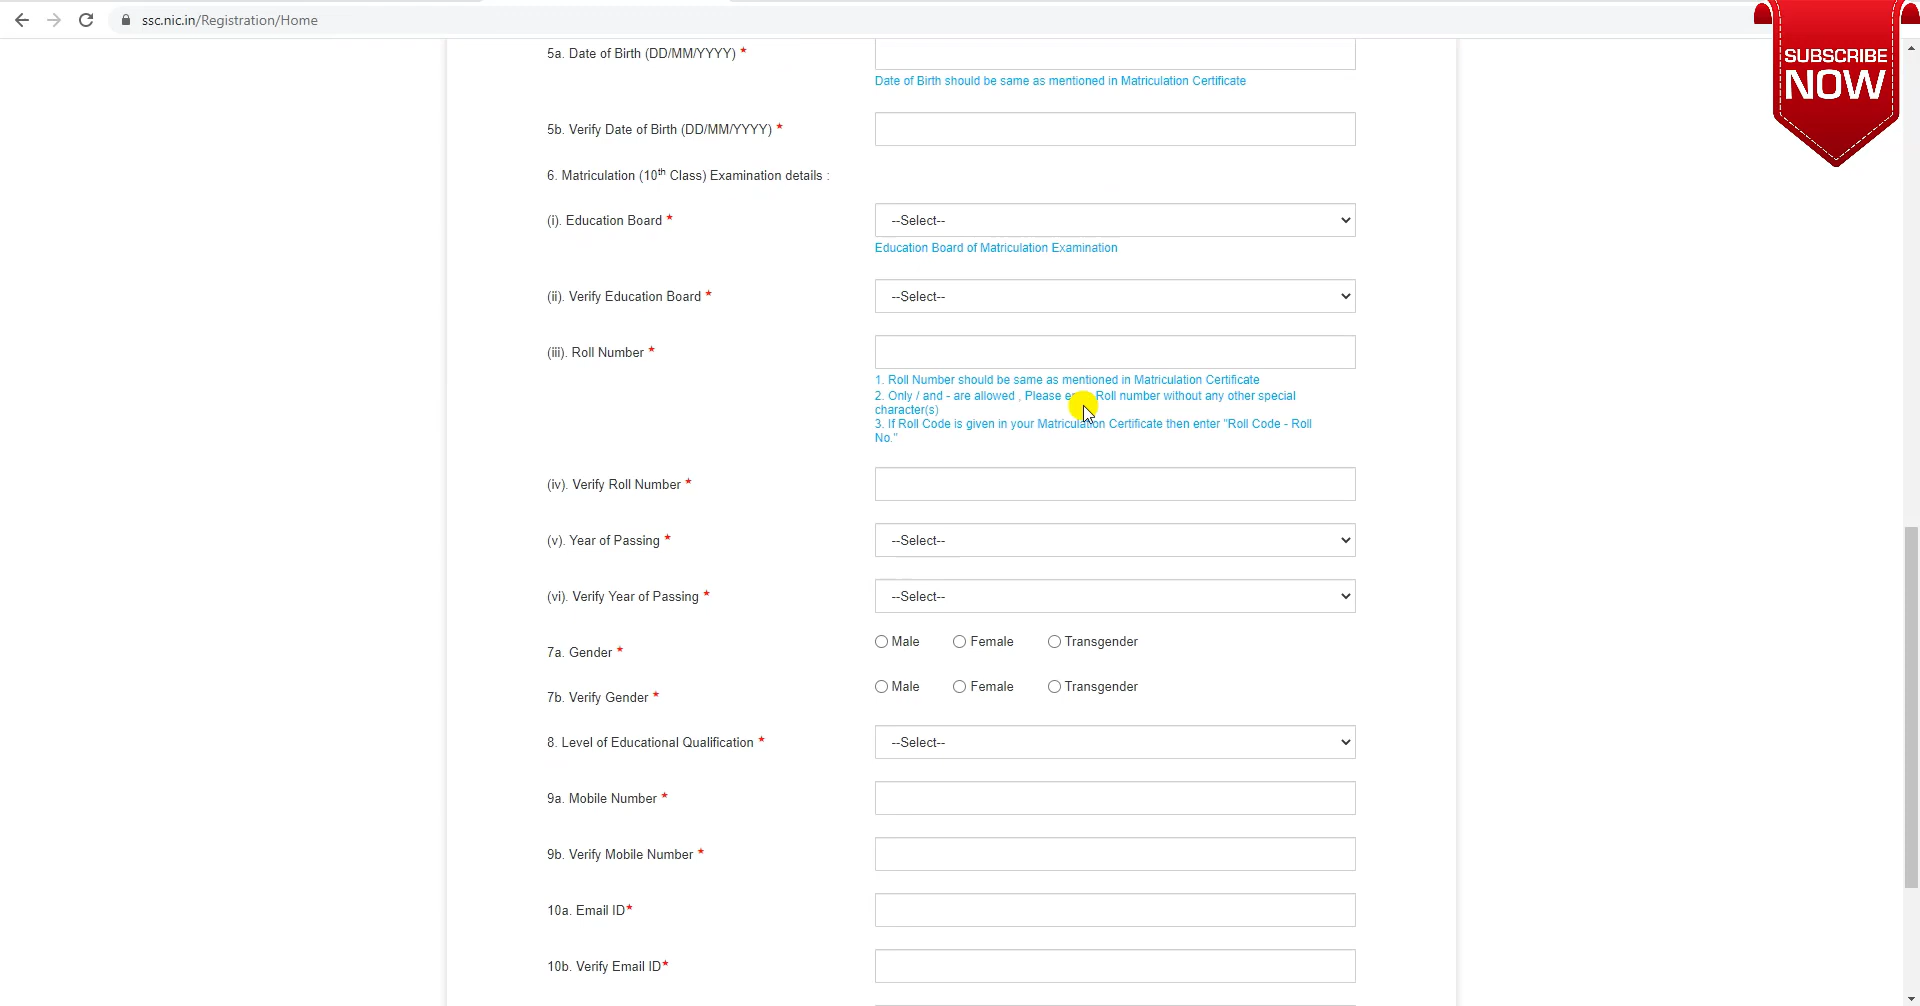 ssc.nic.in/Registration/Home
SUBSCRIBE
NOW
5a. Date of Birth (DD/MM/YYYY) *
Date of Birth should be same as mentioned in Matriculation Certificate
5b. Verify Date of Birth (DD/MM/YYYY) *
6. Matriculation (10th Class) Examination details :
(i). Education Board * --Select--
Education Board of Matriculation Examination
(ii). Verify Education Board * --Select--
(iii). Roll Number *
1. Roll Number should be same as mentioned in Matriculation Certificate
2. Only / and - are allowed , Please Roll number without any other special
character(s)
3. If Roll Code is given in your Matriculation Certificate then enter "Roll Code - Roll
No."
(iv). Verify Roll Number *
(v). Year of Passing * --Select--
(vi). Verify Year of Passing * --Select--
7a. Gender * Male Female Transgender
7b. Verify Gender * Male Female Transgender
8. Level of Educational Qualification * --Select--
9a. Mobile Number *
9b. Verify Mobile Number *
10a. Email ID*
10b. Verify Email ID*